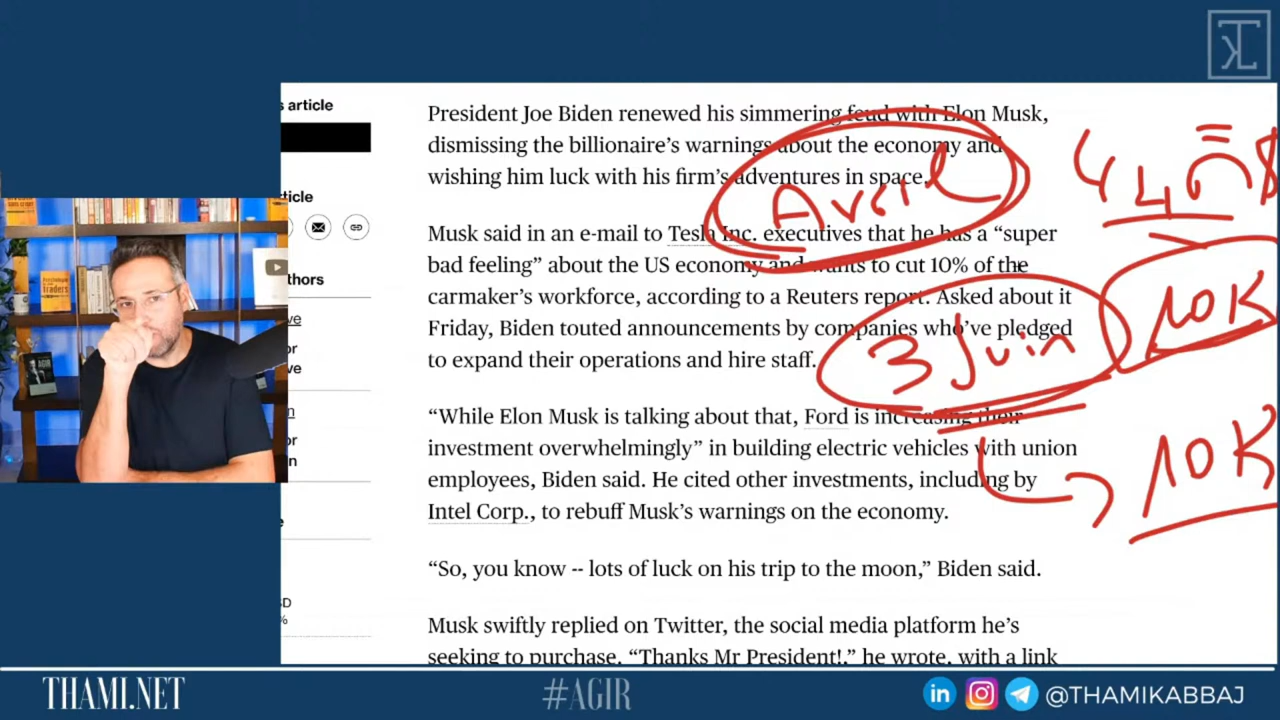 s article
ticle
thors
ve
or
ve
n
or
n
e
D
%
President Joe Biden renewed his simmering feud with Elon Musk,
dismissing the billionaire’s warnings about the economy and
wishing him luck with his firm’s adventures in space.
Musk said in an e-mail to Tesla Inc. executives that he has a “super
bad feeling” about the US economy and wants to cut 10% of the
carmaker’s workforce, according to a Reuters report. Asked about it
Friday, Biden touted announcements by companies who’ve pledged
to expand their operations and hire staff.
“While Elon Musk is talking about that, Ford is increasing their
investment overwhelmingly” in building electric vehicles with union
employees, Biden said. He cited other investments, including by
Intel Corp., to rebuff Musk’s warnings on the economy.
“So, you know -- lots of luck on his trip to the moon,” Biden said.
Musk swiftly replied on Twitter, the social media platform he’s
seeking to purchase. “Thanks Mr President!,” he wrote, with a link
Avril
3 Juin
10K
10K
AGIR
THAMI.NET
#AGIR
@THAMIKABBAJ